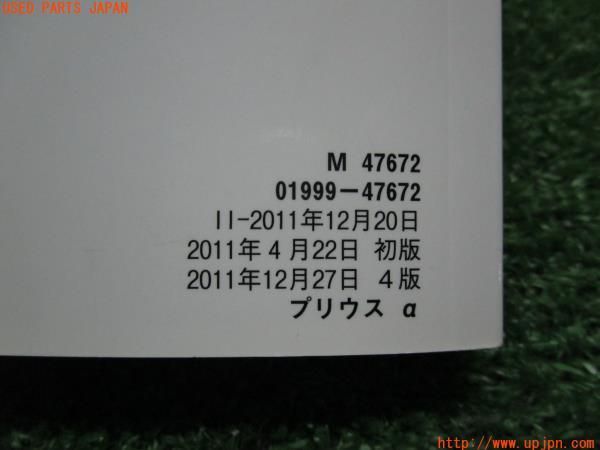 USED PARTS JAPAN
M 47672
01999-47672
II-2011年12月20日
2011年 4月22日 初版
2011年12月27日 4版
プリウス α
http://www.upjpn.com